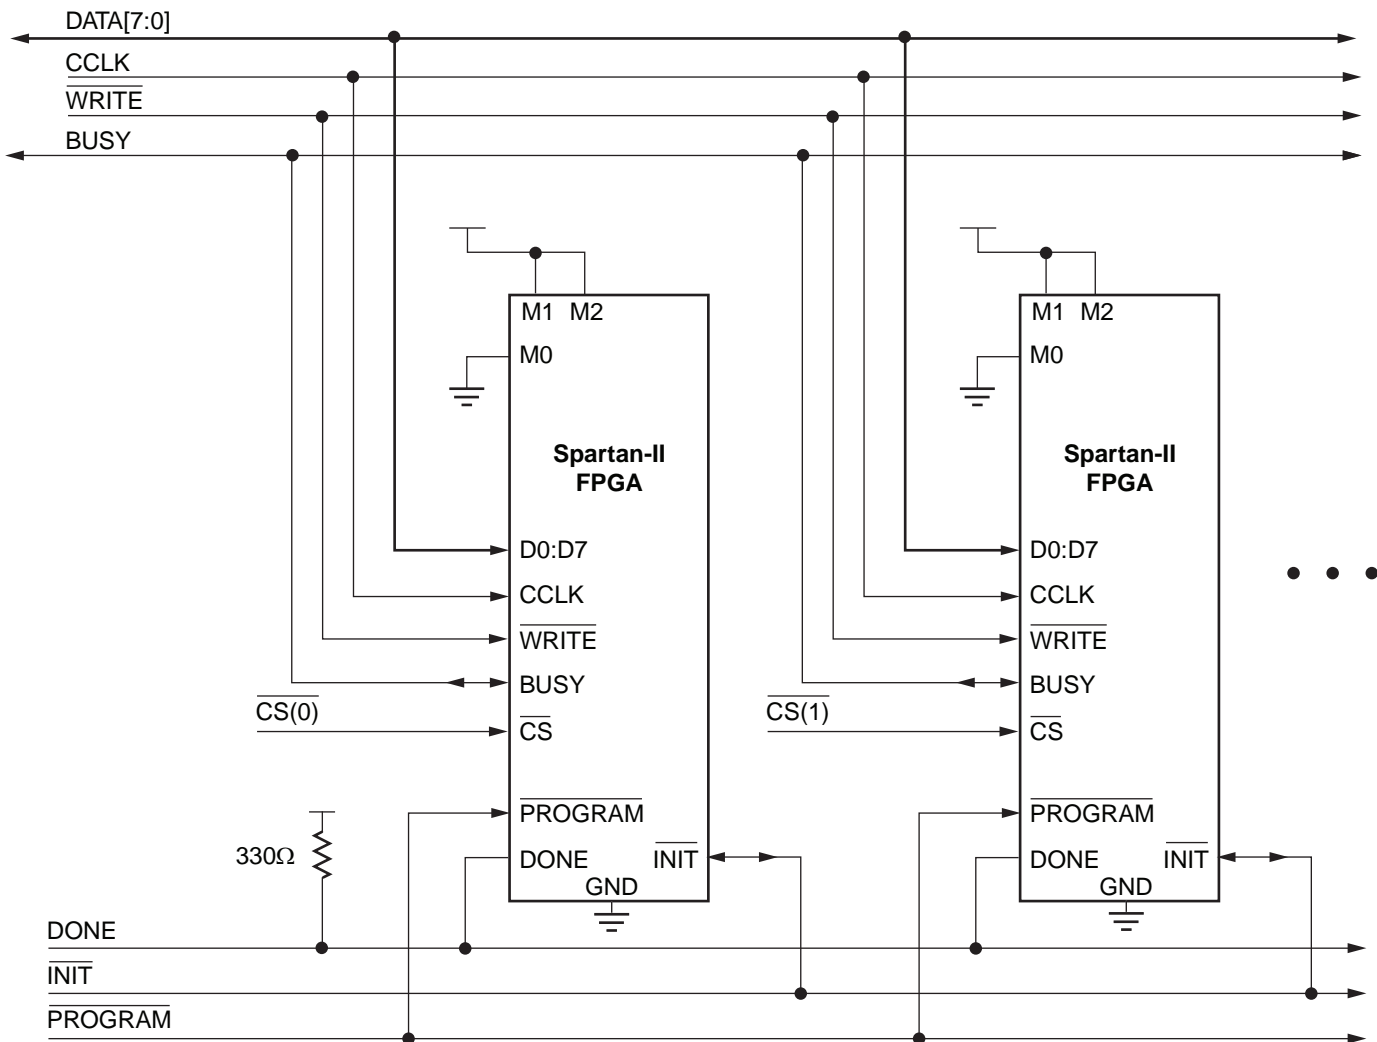 DATA[7:0]
CCLK
WRITE
BUSY
M1 M2
M0
Spartan-II
FPGA
D0:D7
CCLK
WRITE
BUSY
CS(0)
CS
PROGRAM
330Ω
DONE INIT
GND
M1 M2
M0
Spartan-II
FPGA
D0:D7
CCLK
WRITE
BUSY
CS(1)
CS
PROGRAM
DONE INIT
GND
DONE
INIT
PROGRAM